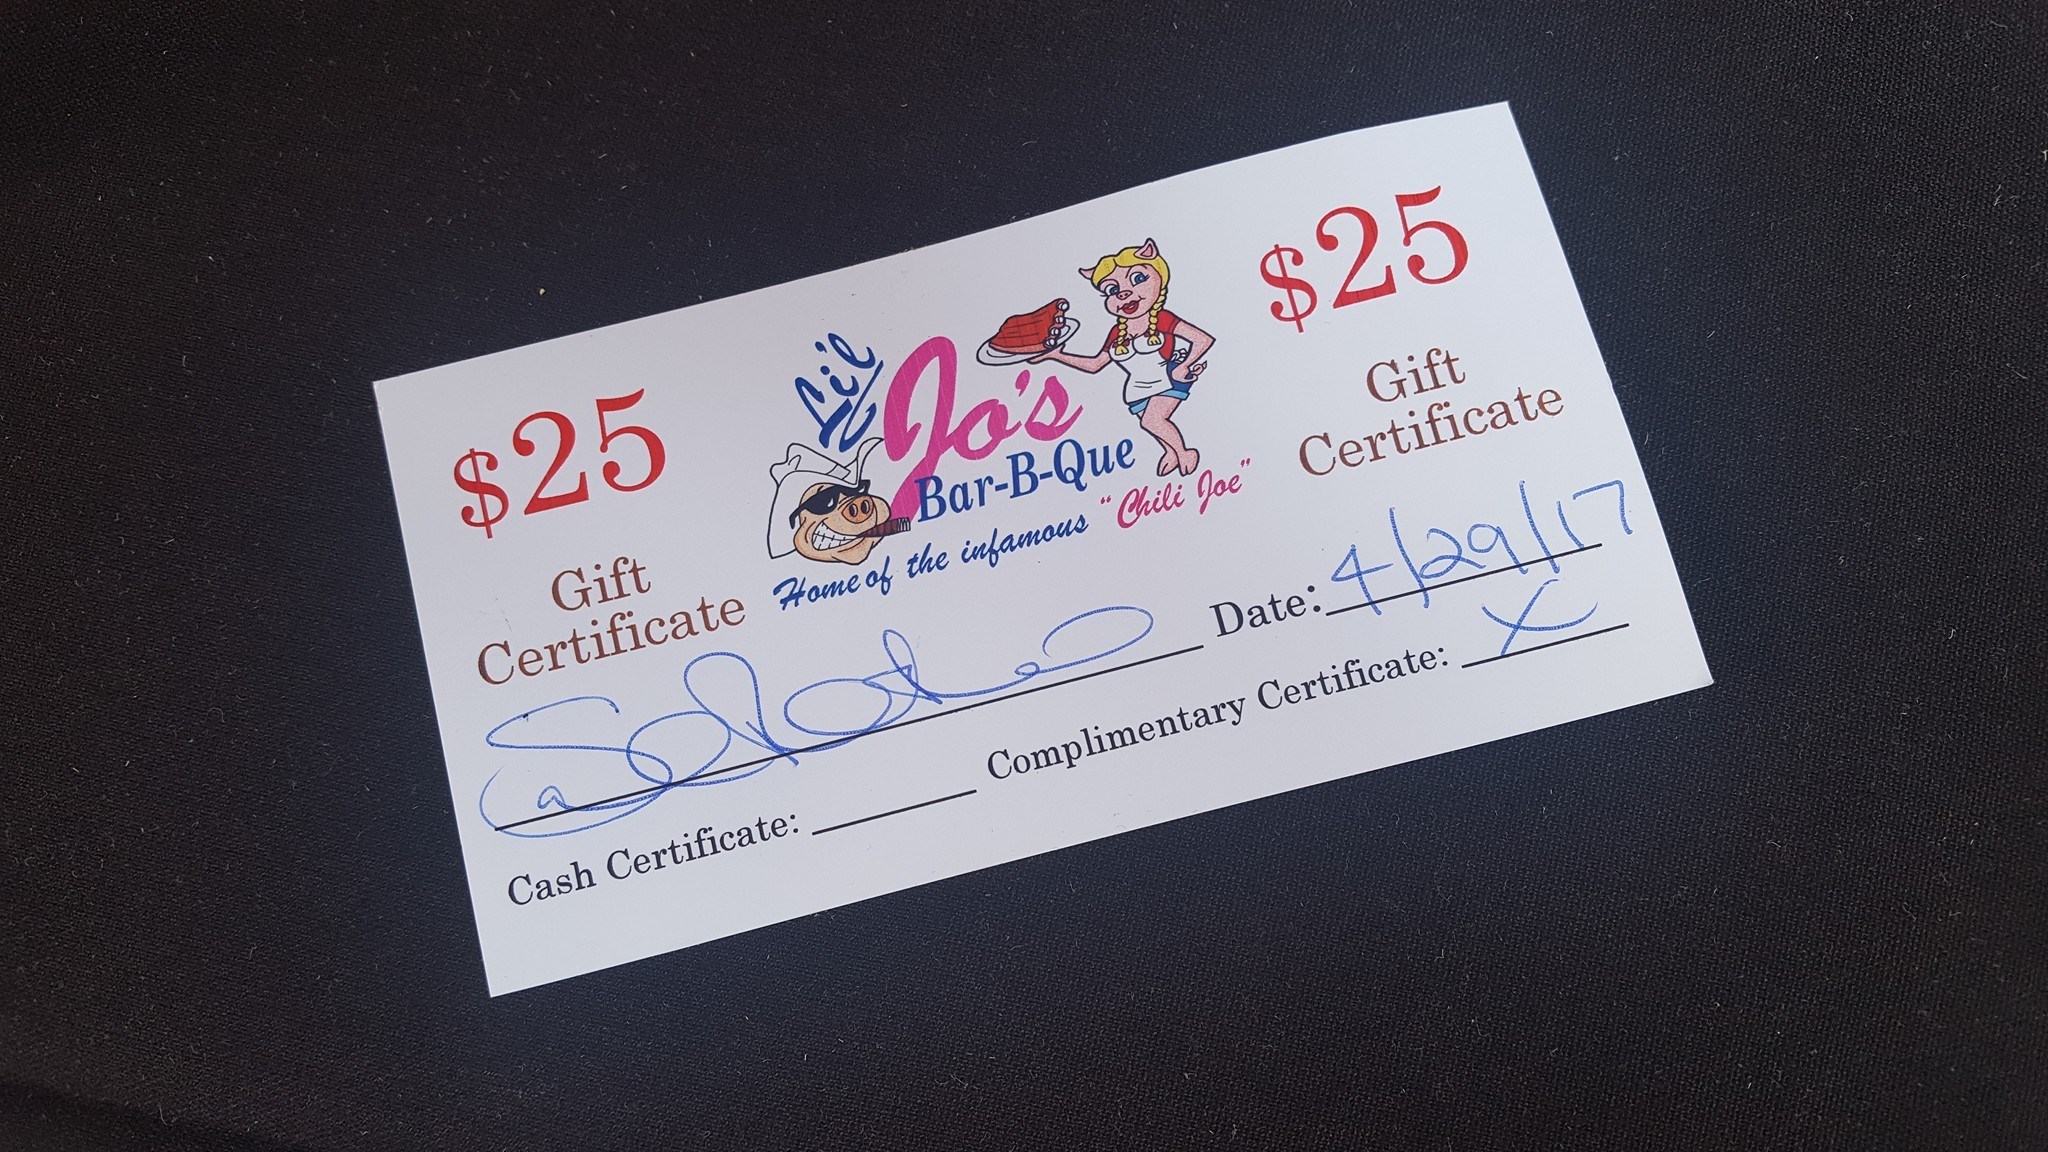 $25
Gift
Certificate
Lil
Jo's
Bar-B-Que
Home of the infamous "Chili Joe"
$25
Gift
Certificate
Date: 4/29/17
Cash Certificate: Complimentary Certificate: X